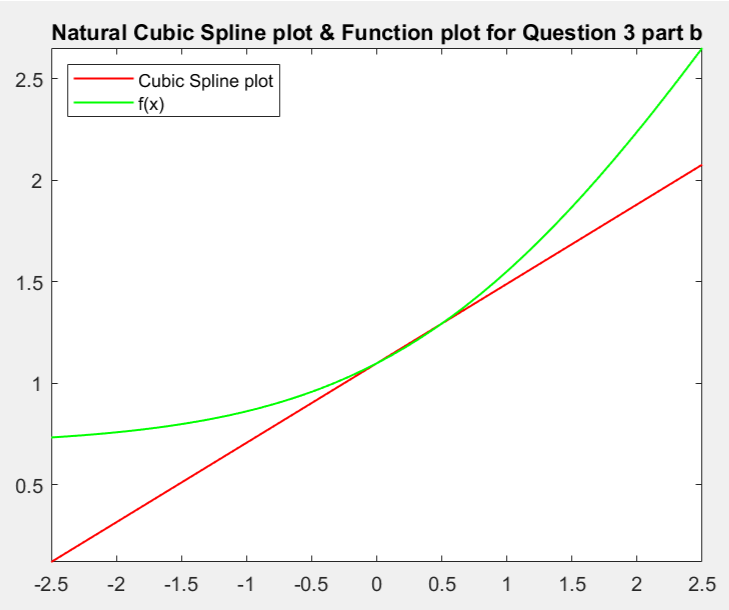 Natural Cubic Spline plot & Function plot for Question 3 part b
Cubic Spline plot
f(x)
2.5
2
1.5
1
0.5
-2.5 -2 -1.5 -1 -0.5 0 0.5 1 1.5 2 2.5